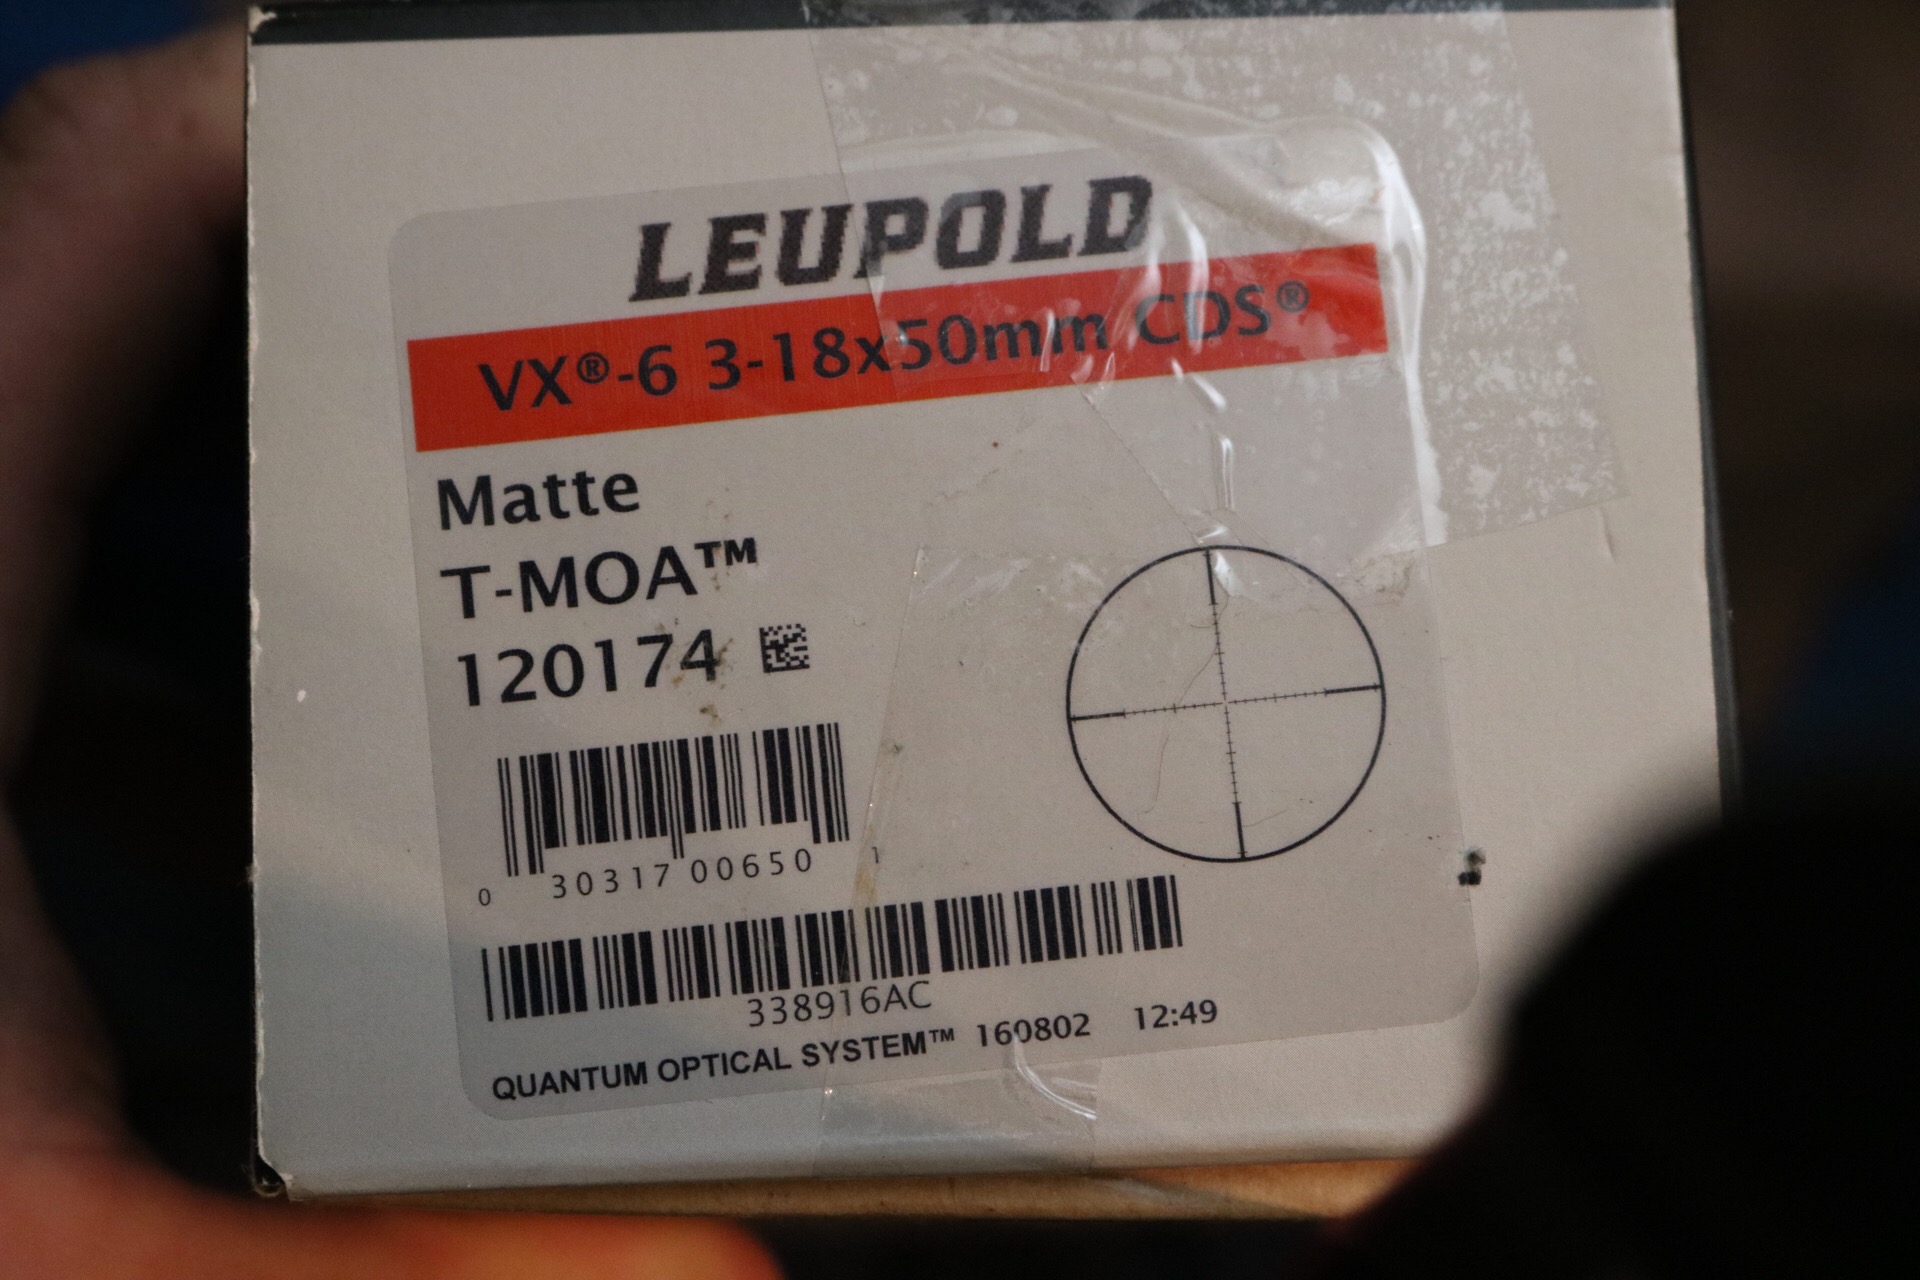 LEUPOLD
VX®-6 3-18x50mm CDS®
Matte
T-MOA™
120174
0 30317 00650 1
338916AC
QUANTUM OPTICAL SYSTEM™ 160802 12:49